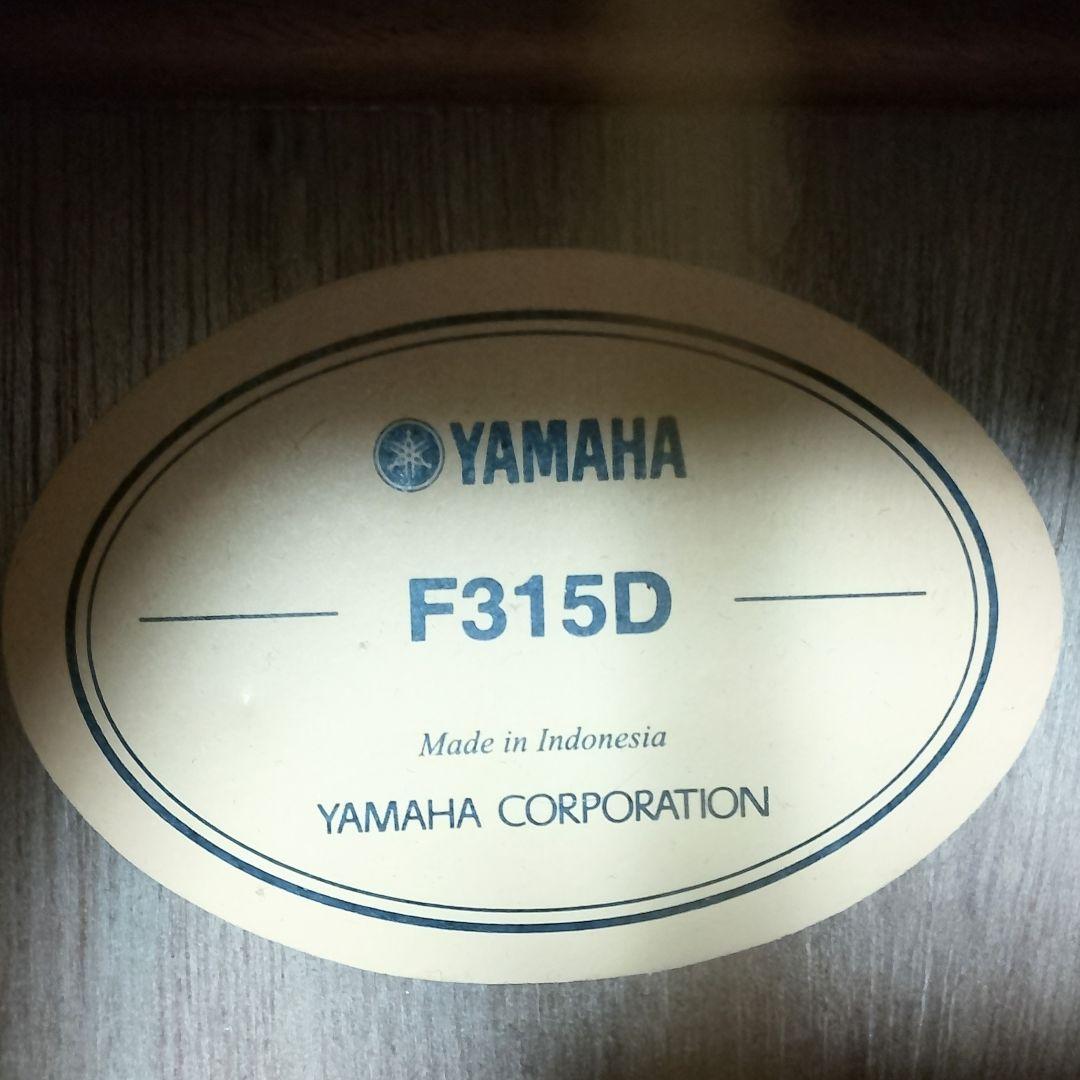 YAMAHA
F315D
Made in Indonesia
YAMAHA CORPORATION